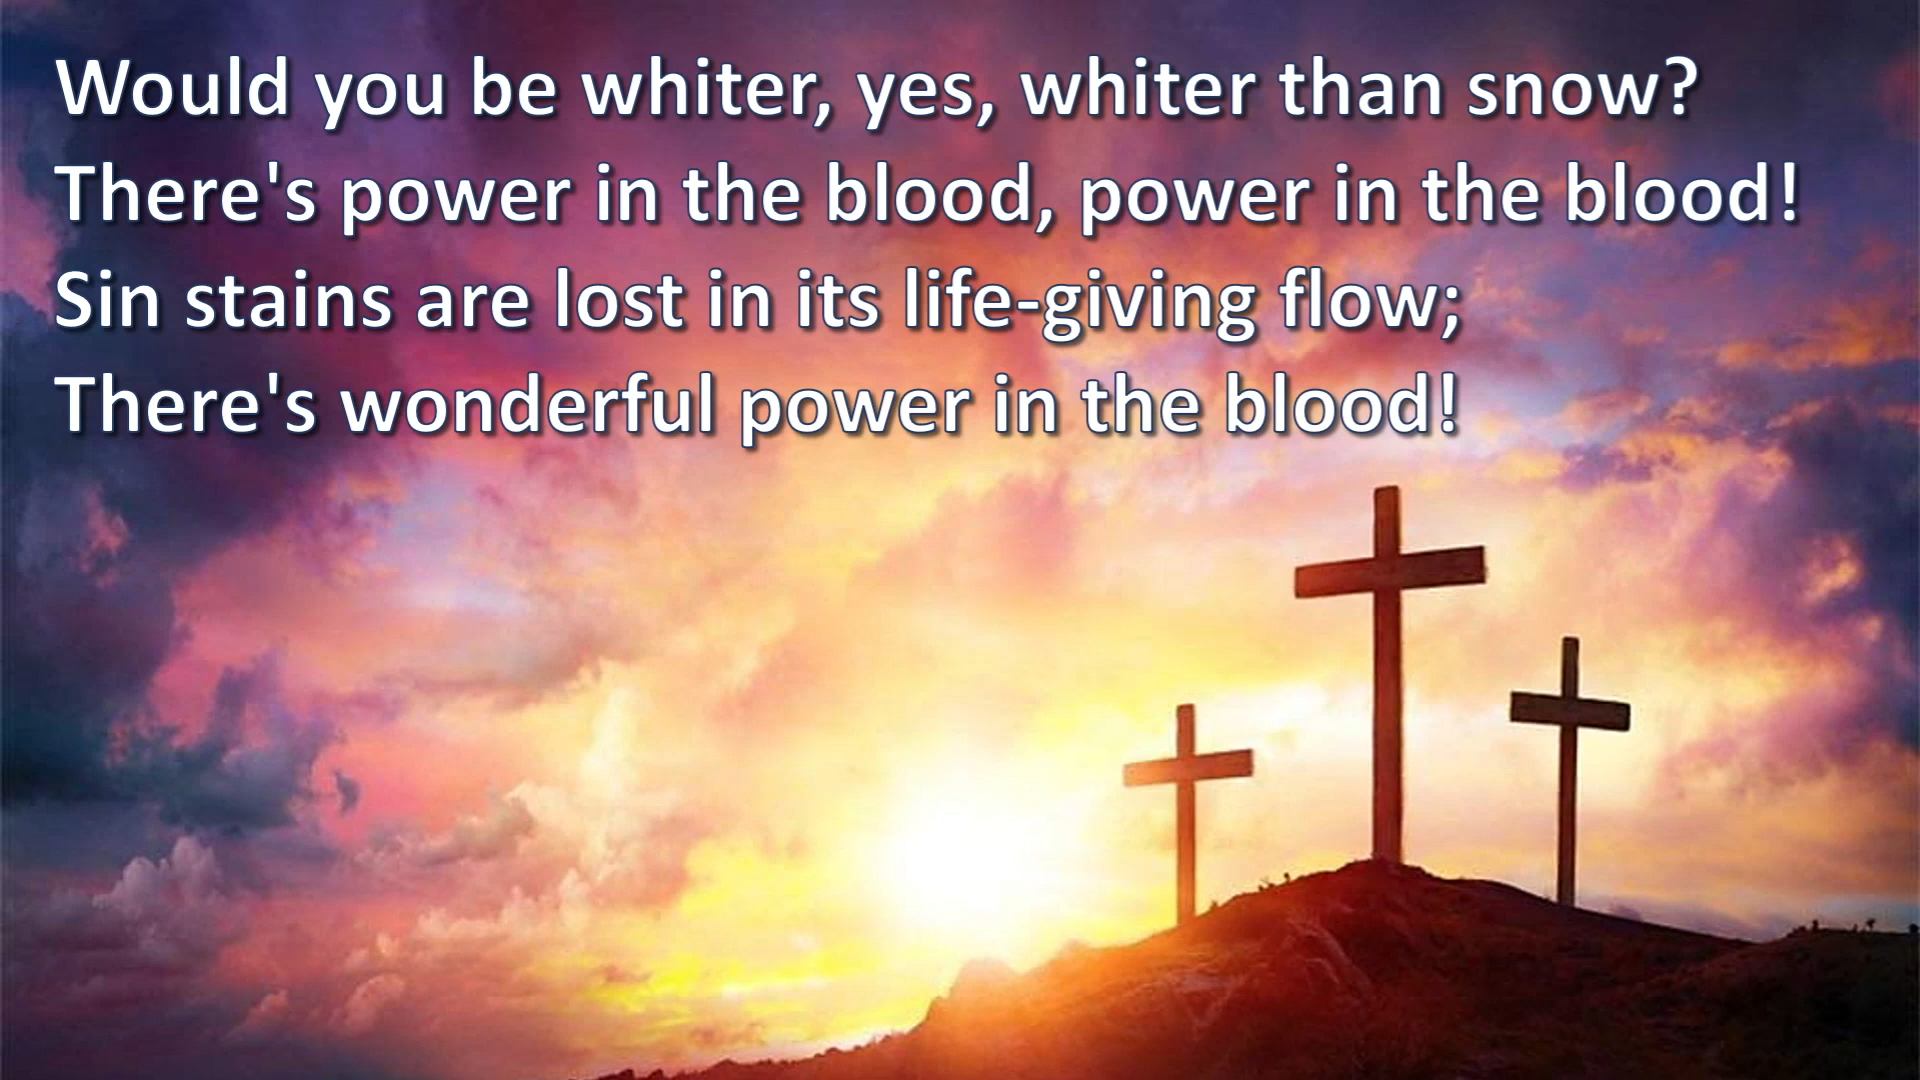 Would you be whiter, yes, whiter than snow?
There's power in the blood, power in the blood!
Sin stains are lost in its life-giving flow;
There's wonderful power in the blood!